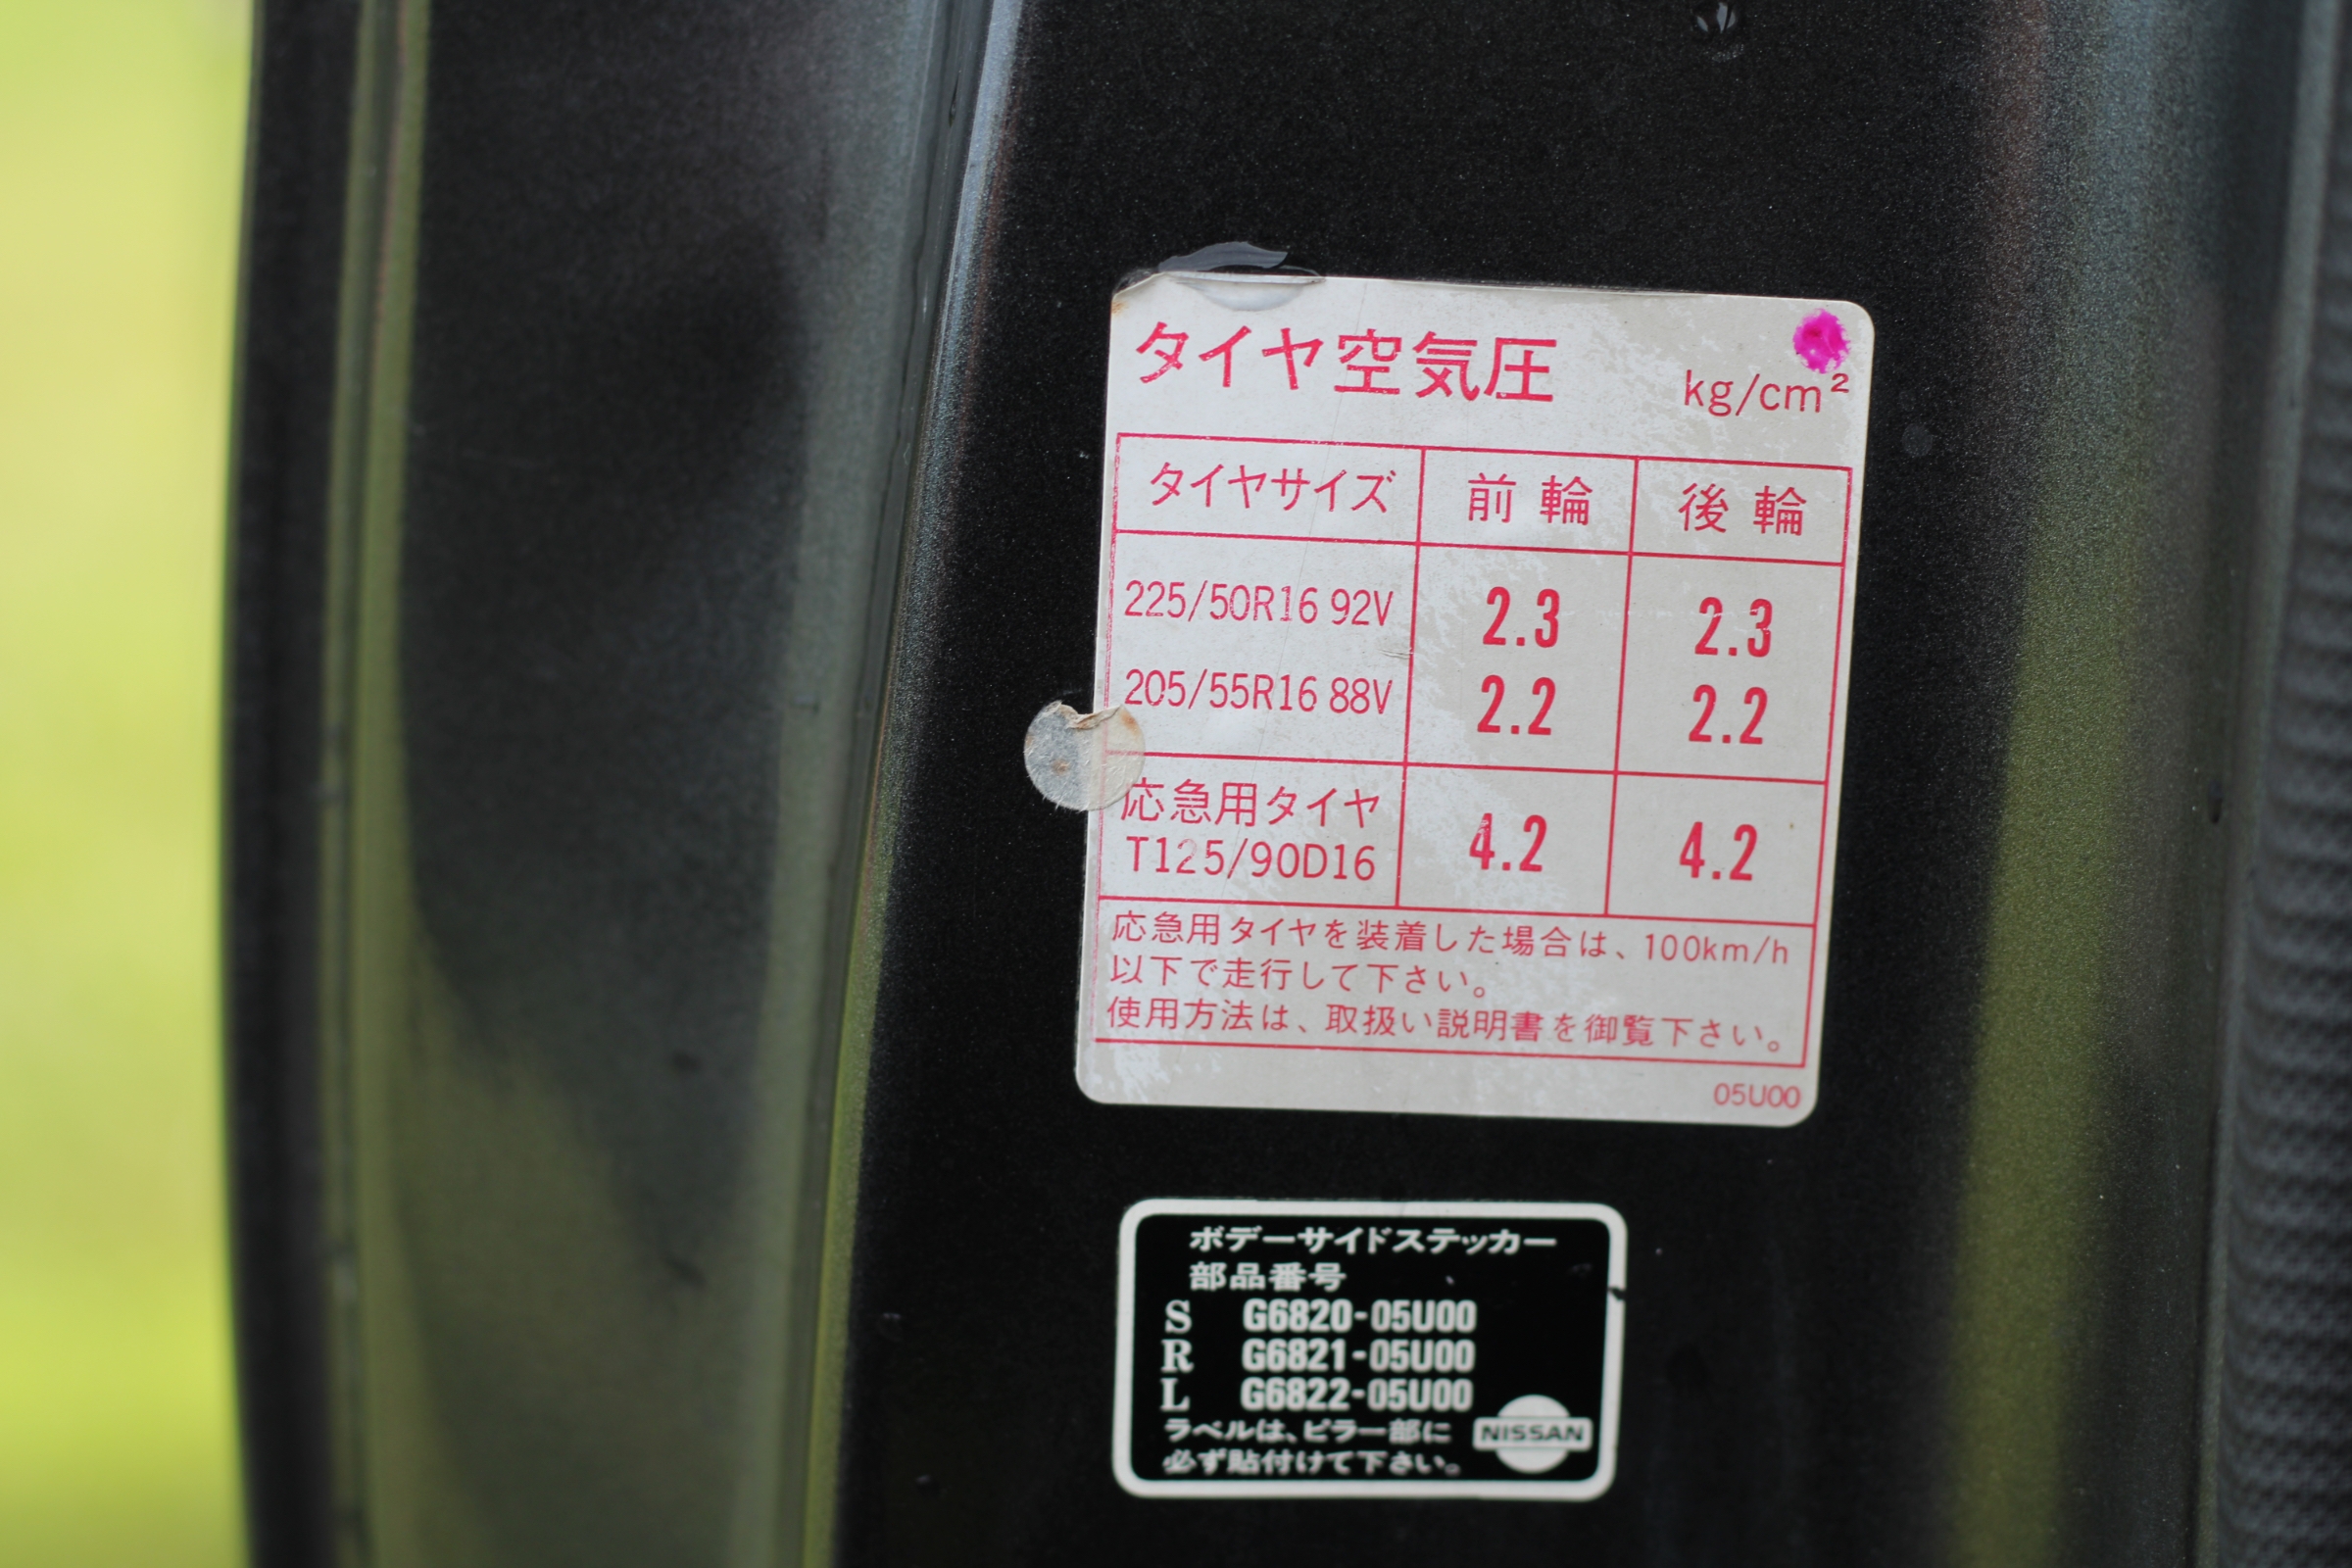 タイヤ空気圧 kg/cm²
タイヤサイズ 前輪 後輪
225/50R16 92V 2.3 2.3
205/55R16 88V 2.2 2.2
応急用タイヤ
T125/90D16 4.2 4.2
応急用タイヤを装着した場合は、100km/h
以下で走行して下さい。
使用方法は、取扱い説明書を御覧下さい。
05U00
ボデーサイドステッカー
部品番号
S G6820-05U00
R G6821-05U00
L G6822-05U00
ラベルは、ピラー部に
必ず貼付けて下さい。
NISSAN